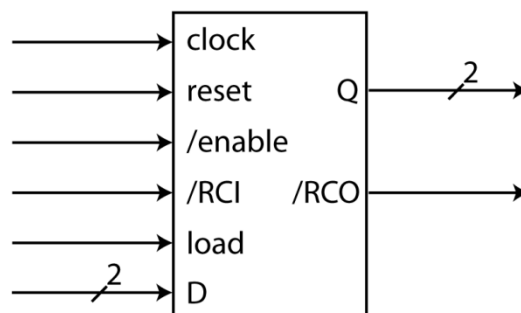 clock
reset
Q
2
/enable
/RCI
/RCO
load
2
D